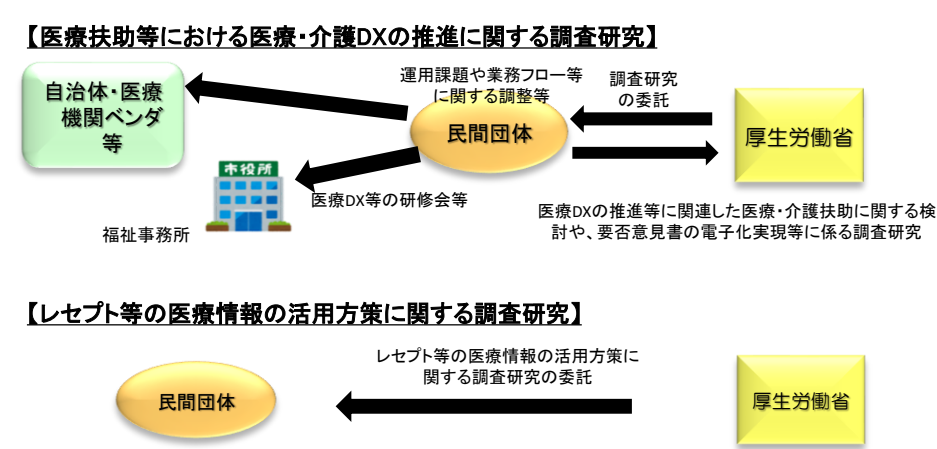 【医療扶助等における医療・介護DXの推進に関する調査研究】
自治体・医療
機関ベンダ
等
運用課題や業務フロー等
に関する調整等
民間団体
調査研究
の委託
厚生労働省
市役所
福祉事務所
医療DX等の研修会等
医療DXの推進等に関連した医療・介護扶助に関する検
討や、要否意見書の電子化実現等に係る調査研究
【レセプト等の医療情報の活用方策に関する調査研究】
民間団体
レセプト等の医療情報の活用方策に
関する調査研究の委託
厚生労働省